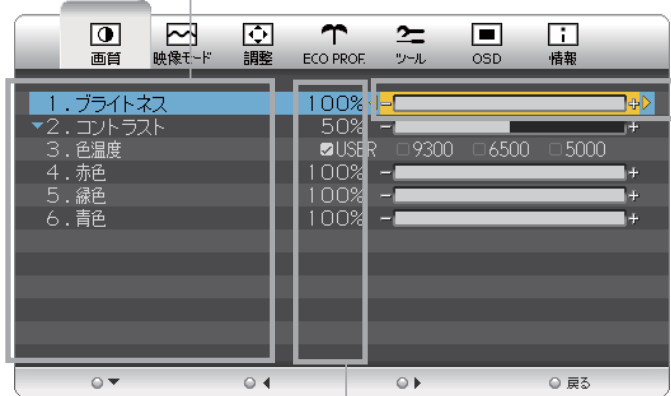 画質 映像モード 調整 ECO PROF. ツール OSD 情報
1.ブライトネス 100%
2.コントラスト 50%
3.色温度 USER 9300 6500 5000
4.赤色 100%
5.緑色 100%
6.青色 100%
戻る